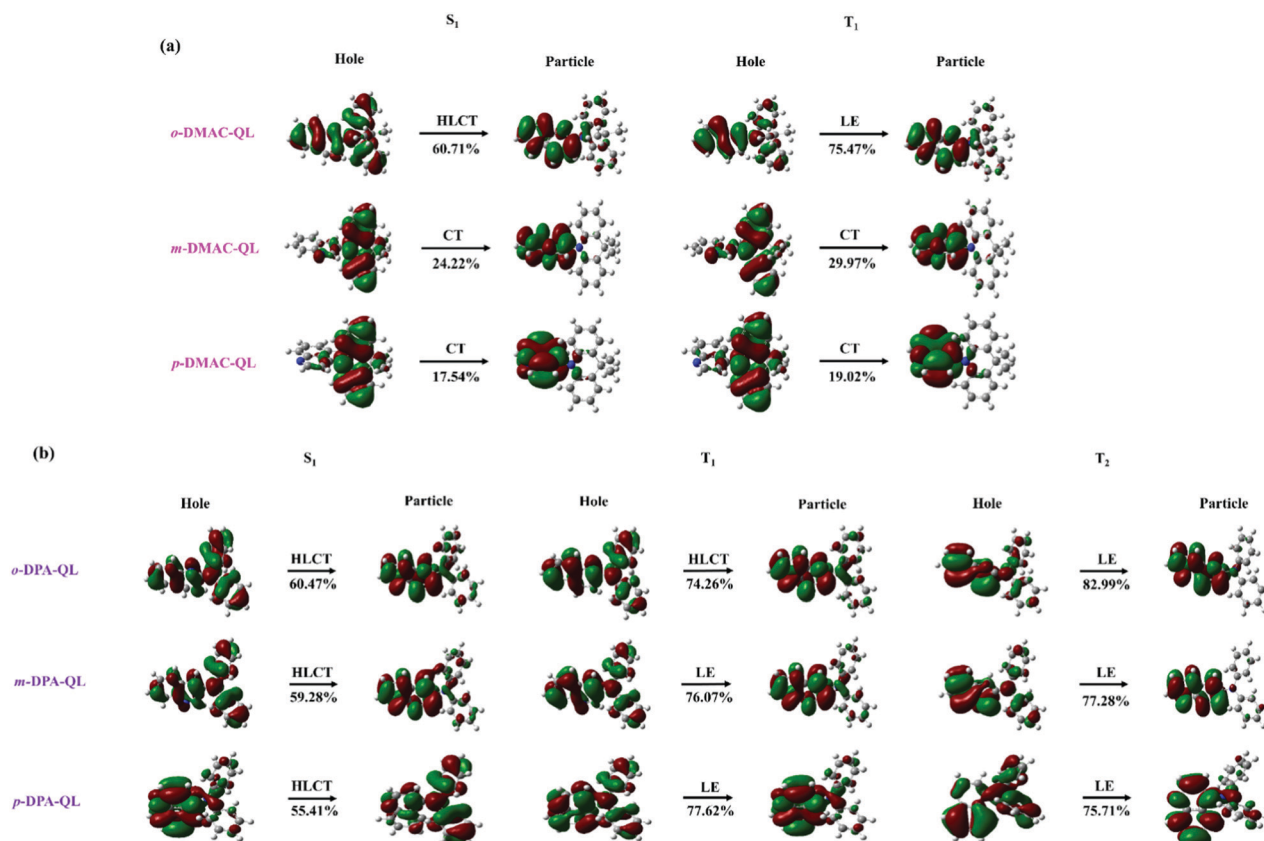 (a)
S₁ T₁
Hole Particle Hole Particle
o-DMAC-QL HLCT 60.71% LE 75.47%
m-DMAC-QL CT 24.22% CT 29.97%
p-DMAC-QL CT 17.54% CT 19.02%
(b)
S₁ T₁ T₂
Hole Particle Hole Particle Hole Particle
o-DPA-QL HLCT 60.47% HLCT 74.26% LE 82.99%
m-DPA-QL HLCT 59.28% LE 76.07% LE 77.28%
p-DPA-QL HLCT 55.41% LE 77.62% LE 75.71%